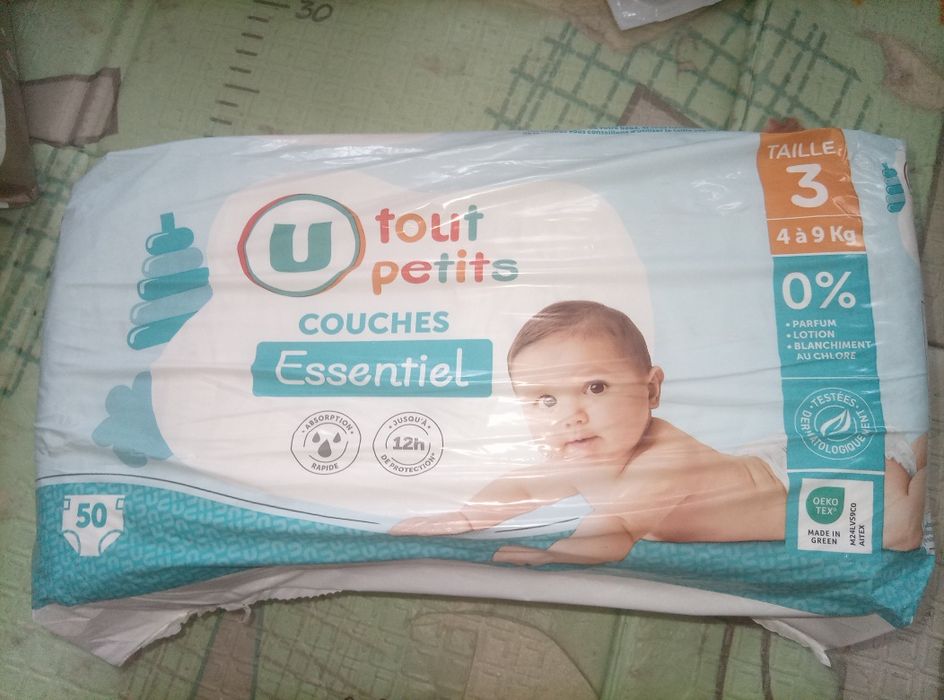 30
U
tout
petits
COUCHES
Essentiel
ABSORPTION
RAPIDE
JUSQU'À
12h
DE PROTECTION*
50
TAILLE
3
4 à 9 Kg
0%
• PARFUM
• LOTION
• BLANCHIMENT
AU CHLORE
TESTÉES
DERMATOLOGIQUEMENT
OEKO
TEX®
MADE IN
GREEN
M24LVS9C0
AITEX